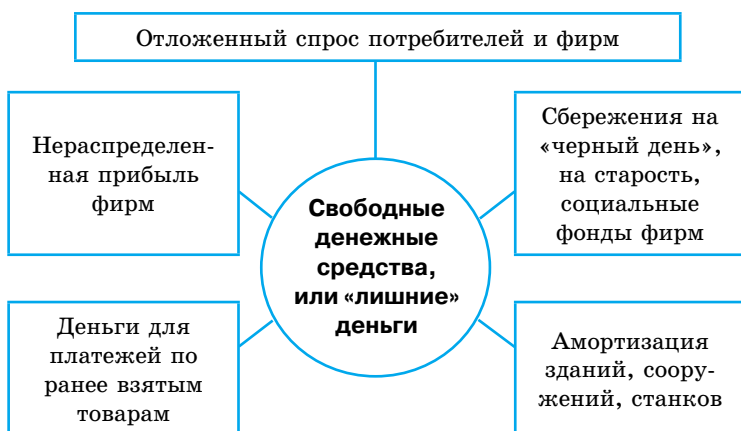 Отложенный спрос потребителей и фирм
Нераспределен-
ная прибыль
фирм
Сбережения на
«черный день»,
на старость,
социальные
фонды фирм
Свободные
денежные
средства,
или «лишние»
деньги
Деньги для
платежей по
ранее взятым
товарам
Амортизация
зданий, соору-
жений, станков